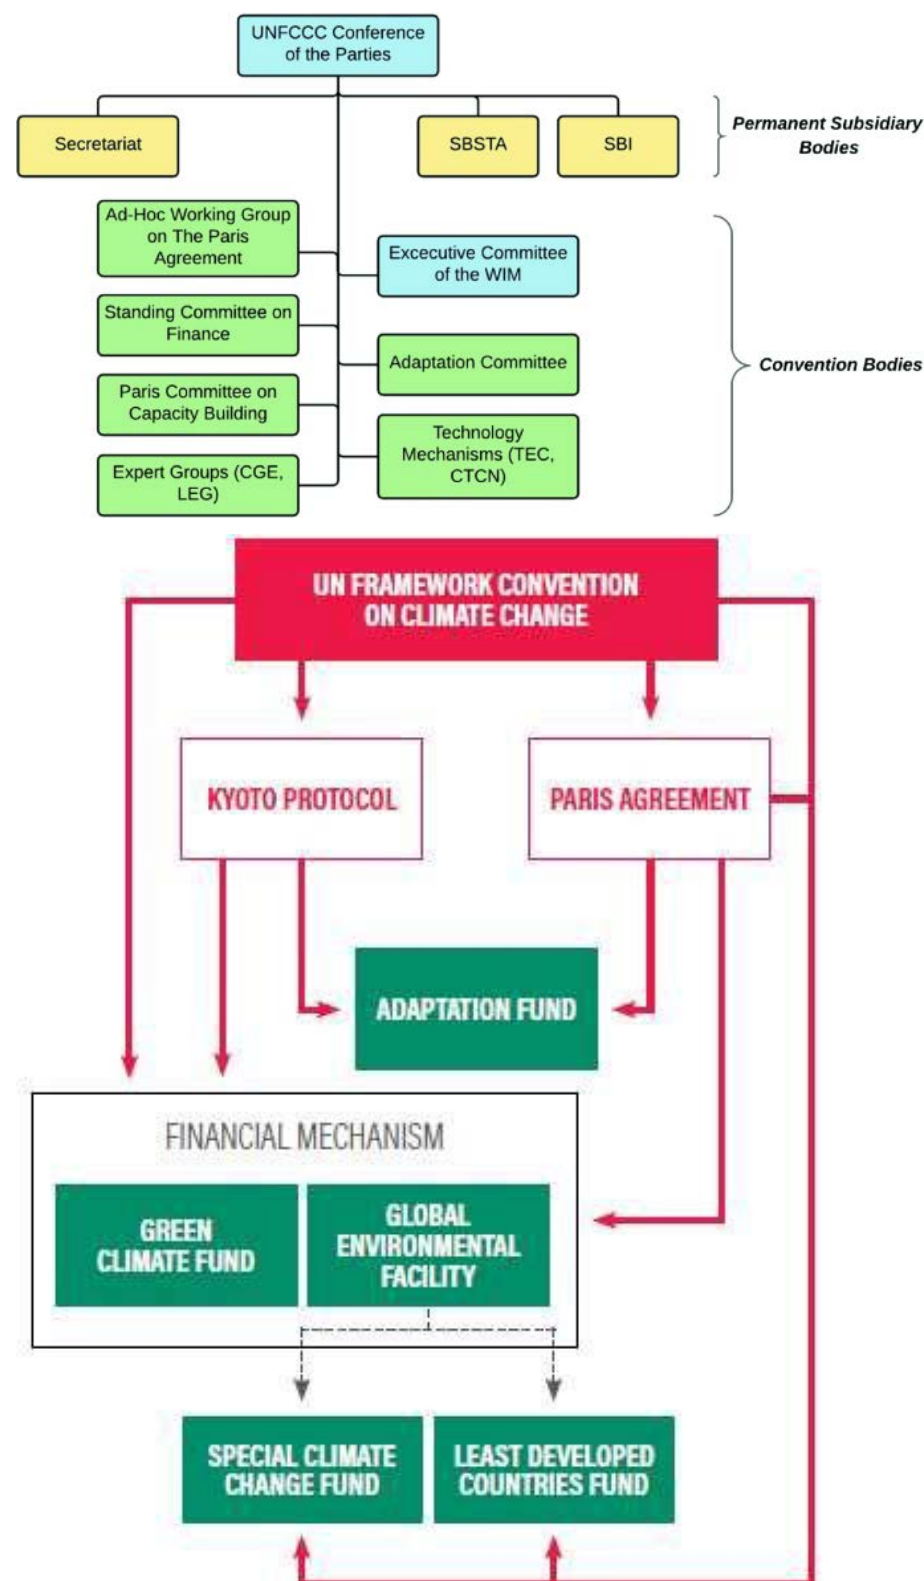 UNFCCC Conference
of the Parties
Secretariat
SBSTA
SBI
Permanent Subsidiary
Bodies
Ad-Hoc Working Group
on The Paris
Agreement
Excecutive Committee
of the WIM
Standing Committee on
Finance
Adaptation Committee
Convention Bodies
Paris Committee on
Capacity Building
Technology
Mechanisms (TEC,
CTCN)
Expert Groups (CGE,
LEG)
UN FRAMEWORK CONVENTION
ON CLIMATE CHANGE
KYOTO PROTOCOL
PARIS AGREEMENT
ADAPTATION FUND
FINANCIAL MECHANISM
GREEN
CLIMATE FUND
GLOBAL
ENVIRONMENTAL
FACILITY
SPECIAL CLIMATE
CHANGE FUND
LEAST DEVELOPED
COUNTRIES FUND